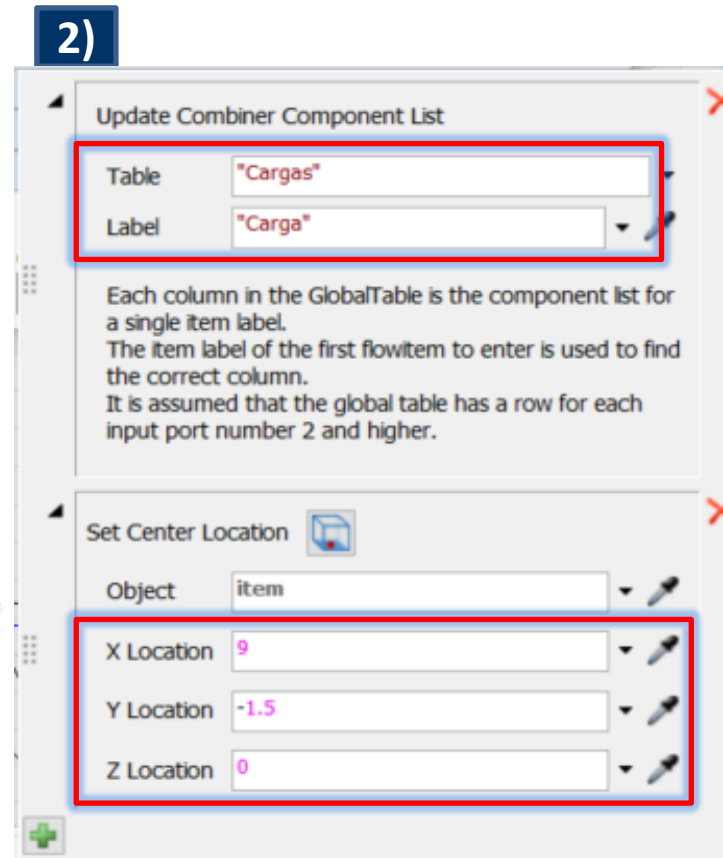 2)
Update Combiner Component List
Table "Cargas"
Label "Carga"
Each column in the GlobalTable is the component list for
a single item label.
The item label of the first flowitem to enter is used to find
the correct column.
It is assumed that the global table has a row for each
input port number 2 and higher.
Set Center Location
Object item
X Location 9
Y Location -1.5
Z Location 0